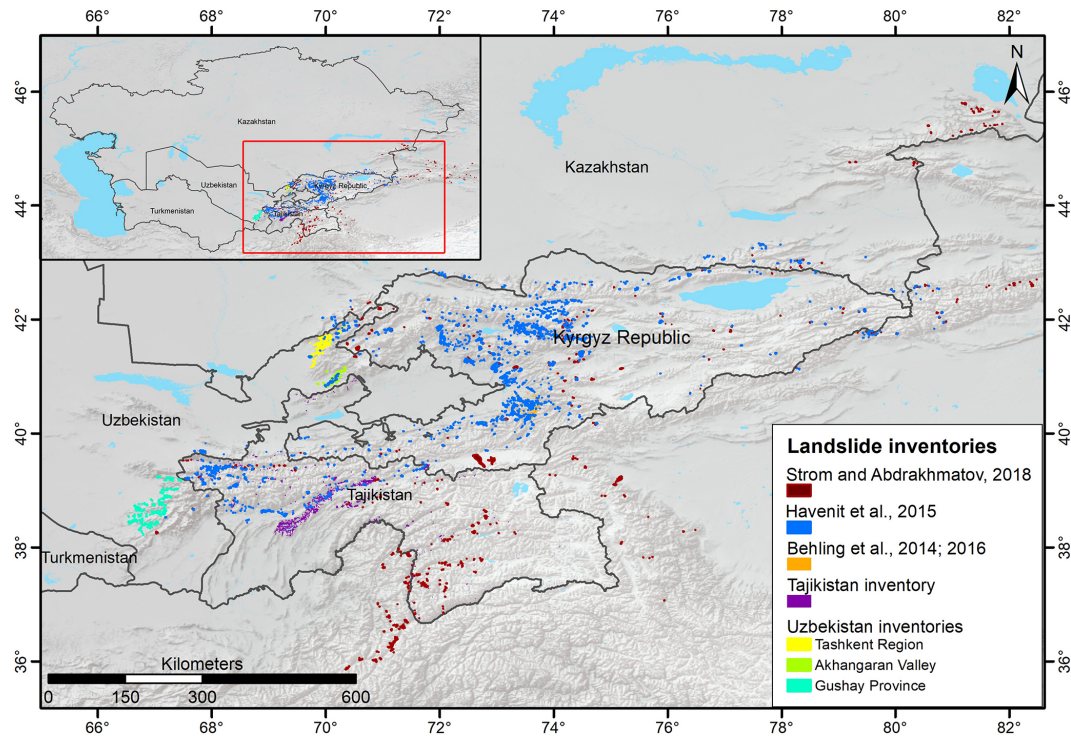 66° 68° 70° 72° 74° 76° 78° 80° 82°
N
46°
46°
Kazakhstan
Kazakhstan
Uzbekistan
Kyrgyz Republic
Turkmenistan
Tajikistan
44°
44°
42°
42°
Kyrgyz Republic
Uzbekistan
40°
40°
Tajikistan
38°
38°
Turkmenistan
36°
36°
Landslide inventories
Strom and Abdrakhmatov, 2018
Havenit et al., 2015
Behling et al., 2014; 2016
Tajikistan inventory
Uzbekistan inventories
Tashkent Region
Akhangaran Valley
Gushay Province
Kilometers
0 150 300 600
66° 68° 70° 72° 74° 76° 78° 80° 82°